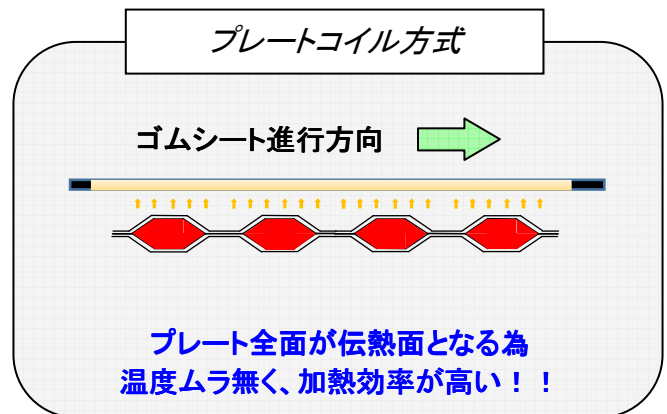 プレートコイル方式
ゴムシート進行方向
プレート全面が伝熱面となる為
温度ムラ無く、加熱効率が高い！！